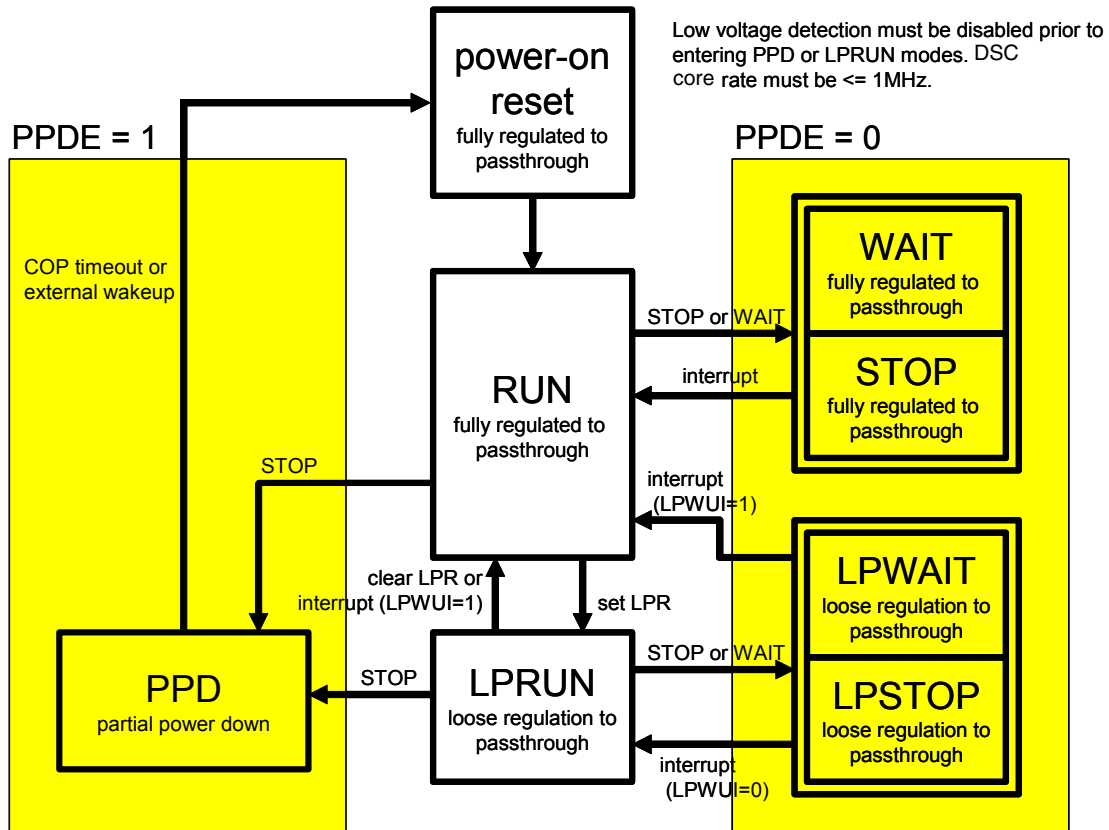 Low voltage detection must be disabled prior to
entering PPD or LPRUN modes. DSC
core rate must be <= 1MHz.
power-on
reset
fully regulated to
passthrough
PPDE = 1
PPDE = 0
COP timeout or
external wakeup
WAIT
fully regulated to
passthrough
STOP or WAIT
RUN
fully regulated to
passthrough
interrupt
STOP
fully regulated to
passthrough
STOP
interrupt
(LPWUI=1)
clear LPR or
interrupt (LPWUI=1)
set LPR
LPWAIT
loose regulation to
passthrough
STOP or WAIT
PPD
partial power down
STOP
LPRUN
loose regulation to
passthrough
LPSTOP
loose regulation to
passthrough
interrupt
(LPWUI=0)